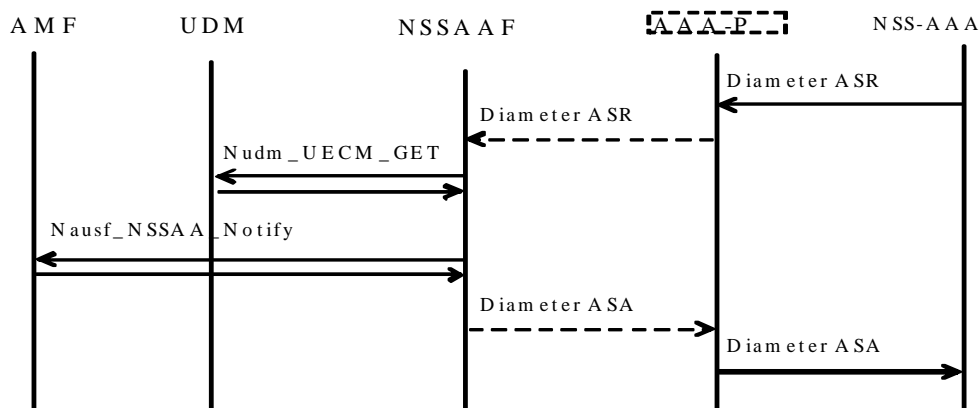 AMF UDM NSSAAF AAA-P NSS-AAA
Diameter ASR
Diameter ASR
Nudm_UECM_GET
Nausf_NSSAA_Notify
Diameter ASA
Diameter ASA